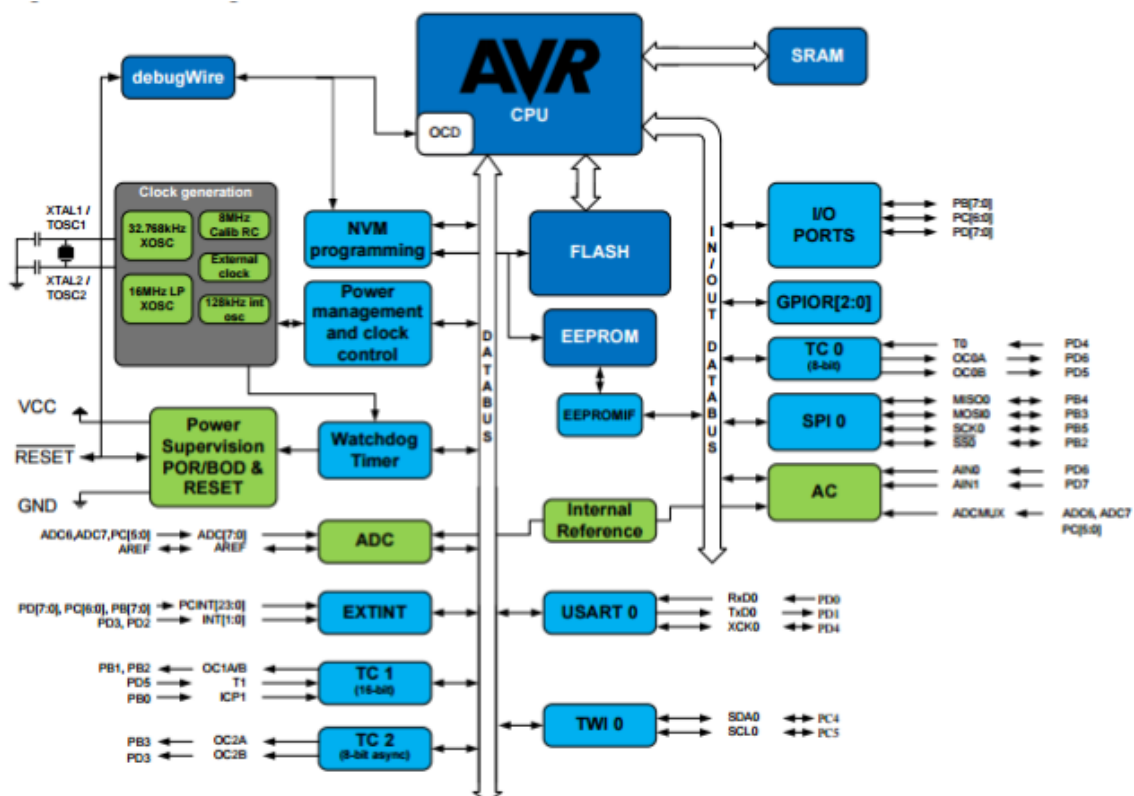 AVR
CPU
OCD
SRAM
debugWire
Clock generation
XTAL1 /
TOSC1
32.768kHz
XOSC
8MHz
Calib RC
External
clock
XTAL2 /
TOSC2
16MHz LP
XOSC
128kHz int
osc
NVM
programming
Power
management
and clock
control
FLASH
EEPROM
EEPROMIF
DATABUS
IN/OUT DATABUS
I/O
PORTS
PB[7:0]
PC[6:0]
PD[7:0]
GPIOR[2:0]
TC 0
(8-bit)
T0 PD4
OC0A PD6
OC0B PD5
SPI 0
MISO0 PB4
MOSI0 PB3
SCK0 PB5
SS0 PB2
AC
AIN0 PD6
AIN1 PD7
ADCMUX ADC6, ADC7
PC[5:0]
VCC
RESET
GND
Power
Supervision
POR/BOD &
RESET
Watchdog
Timer
Internal
Reference
ADC6,ADC7,PC[5:0] ADC[7:0]
AREF AREF
ADC
PD[7:0], PC[6:0], PB[7:0] PCINT[23:0]
PD3, PD2 INT[1:0]
EXTINT
USART 0
RxD0 PD0
TxD0 PD1
XCK0 PD4
PB1, PB2 OC1A/B
PD5 T1
PB0 ICP1
TC 1
(16-bit)
TWI 0
SDA0 PC4
SCL0 PC5
PB3 OC2A
PD3 OC2B
TC 2
(8-bit async)